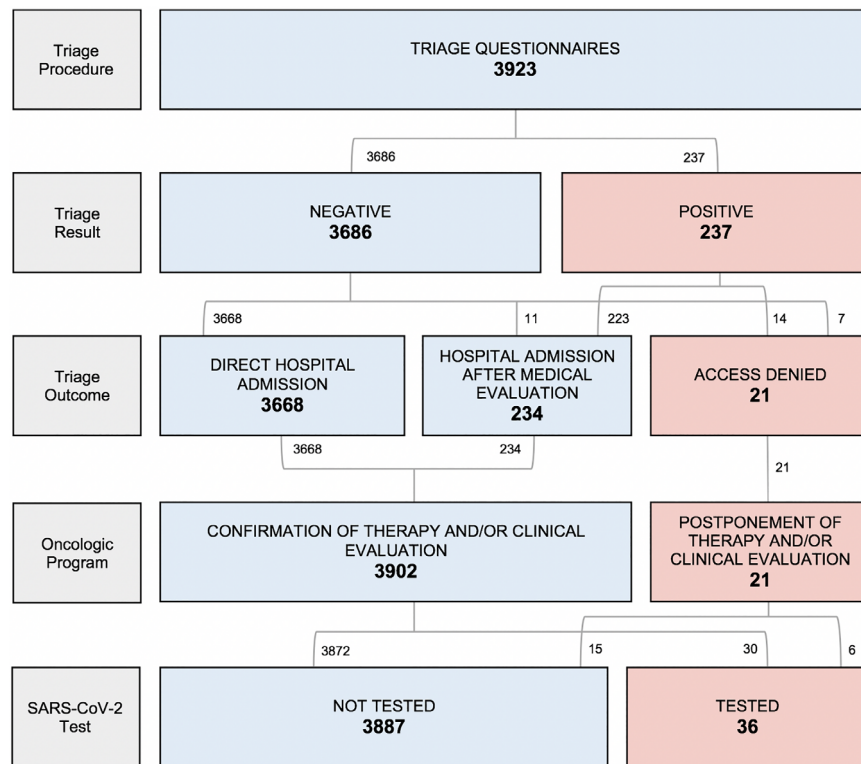 Triage
Procedure
TRIAGE QUESTIONNAIRES
3923
3686
237
Triage
Result
NEGATIVE
3686
POSITIVE
237
3668
11
223
14
7
Triage
Outcome
DIRECT HOSPITAL
ADMISSION
3668
HOSPITAL ADMISSION
AFTER MEDICAL
EVALUATION
234
ACCESS DENIED
21
3668
234
21
Oncologic
Program
CONFIRMATION OF THERAPY AND/OR CLINICAL
EVALUATION
3902
POSTPONEMENT OF
THERAPY AND/OR
CLINICAL EVALUATION
21
3872
15
30
6
SARS-CoV-2
Test
NOT TESTED
3887
TESTED
36